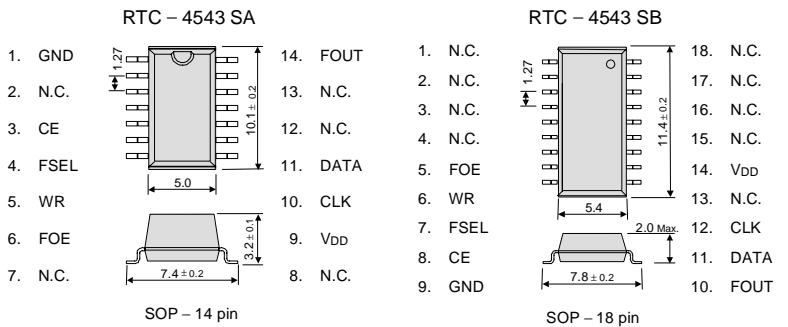 RTC – 4543 SA
1. GND
2. N.C.
3. CE
4. FSEL
5. WR
6. FOE
7. N.C.
14. FOUT
13. N.C.
12. N.C.
11. DATA
10. CLK
9. VDD
8. N.C.
1.27
10.1 ± 0.2
5.0
3.2 ± 0.1
7.4 ± 0.2
SOP – 14 pin
RTC – 4543 SB
1. N.C.
2. N.C.
3. N.C.
4. N.C.
5. FOE
6. WR
7. FSEL
8. CE
9. GND
18. N.C.
17. N.C.
16. N.C.
15. N.C.
14. VDD
13. N.C.
12. CLK
11. DATA
10. FOUT
1.27
11.4 ± 0.2
5.4
2.0 Max.
7.8 ± 0.2
SOP – 18 pin